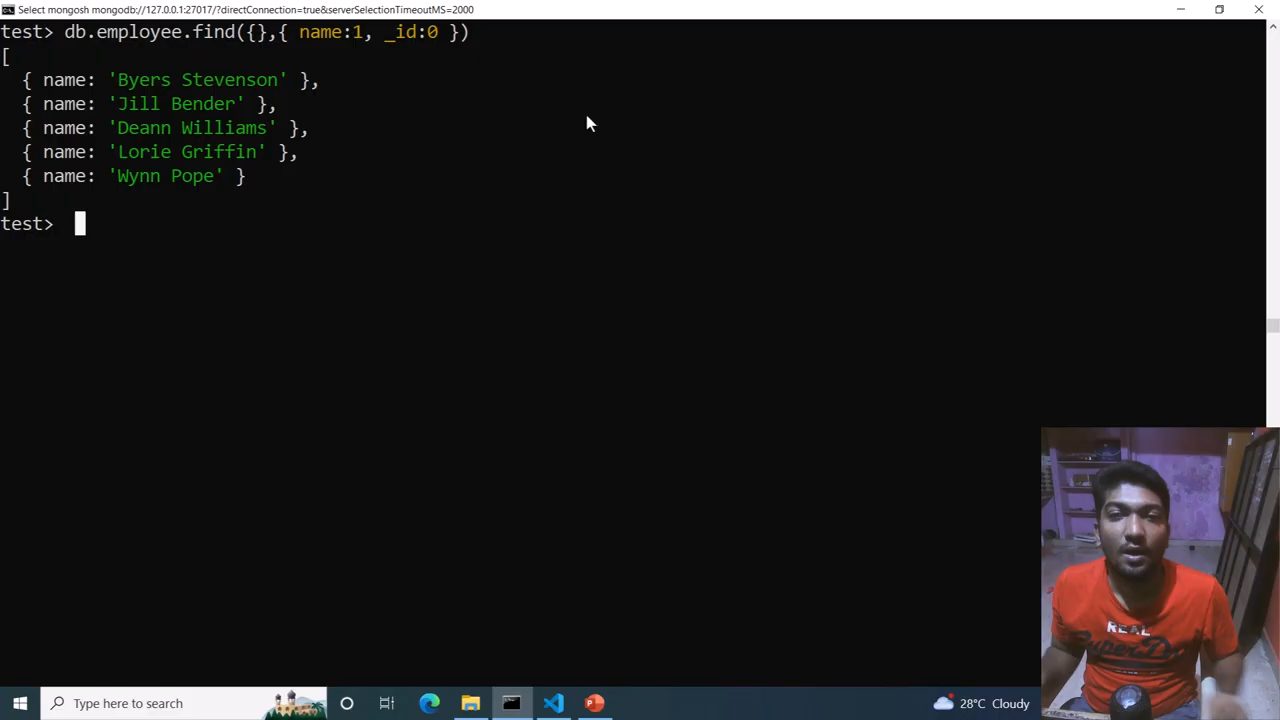 Select mongosh mongodb://127.0.0.1:27017/?directConnection=true&serverSelectionTimeoutMS=2000
test> db.employee.find({},{ name:1, _id:0 })
[
  { name: 'Byers Stevenson' },
  { name: 'Jill Bender' },
  { name: 'Deann Williams' },
  { name: 'Lorie Griffin' },
  { name: 'Wynn Pope' }
]
test>
REAL
Type here to search
28°C Cloudy